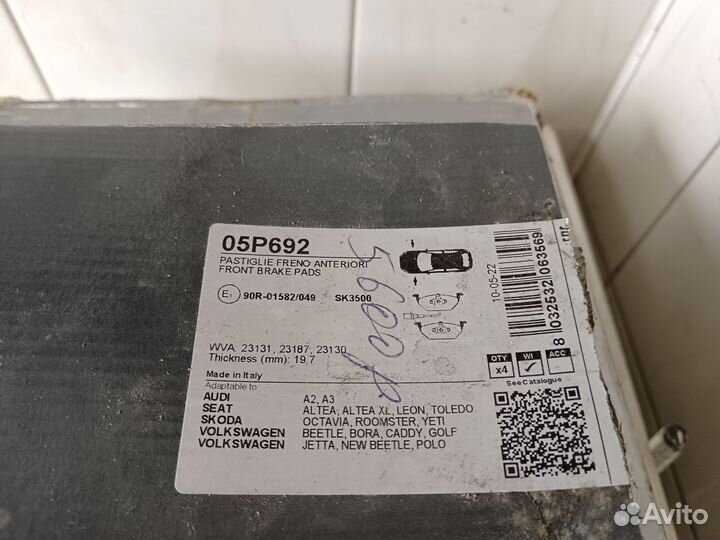 05P692
PASTIGLIE FRENO ANTERIORI
FRONT BRAKE PADS
E1 90R-01582/049 SK3500
WVA: 23131, 23187, 23130
Thickness (mm): 19,7
Made in Italy
Adaptable to
AUDI A2, A3
SEAT ALTEA, ALTEA XL, LEON, TOLEDO
SKODA OCTAVIA, ROOMSTER, YETI
VOLKSWAGEN BEETLE, BORA, CADDY, GOLF
VOLKSWAGEN JETTA, NEW BEETLE, POLO
10-05-22
8 032532 063569
QTY WI ACC
x4 ✓ -
See Catalogue
Avito